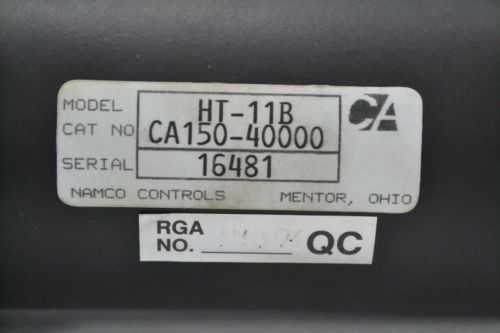 MODEL HT-11B CA
CAT NO CA150-40000
SERIAL 16481
NAMCO CONTROLS MENTOR, OHIO
RGA
NO. QC